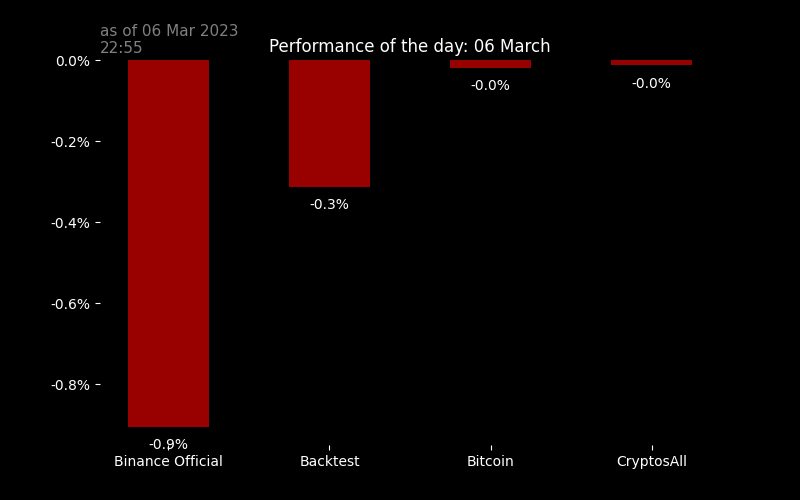 as of 06 Mar 2023
22:55
Performance of the day: 06 March
0.0%
-0.2%
-0.4%
-0.6%
-0.8%
-0.9%
-0.3%
-0.0%
-0.0%
Binance Official
Backtest
Bitcoin
CryptosAll